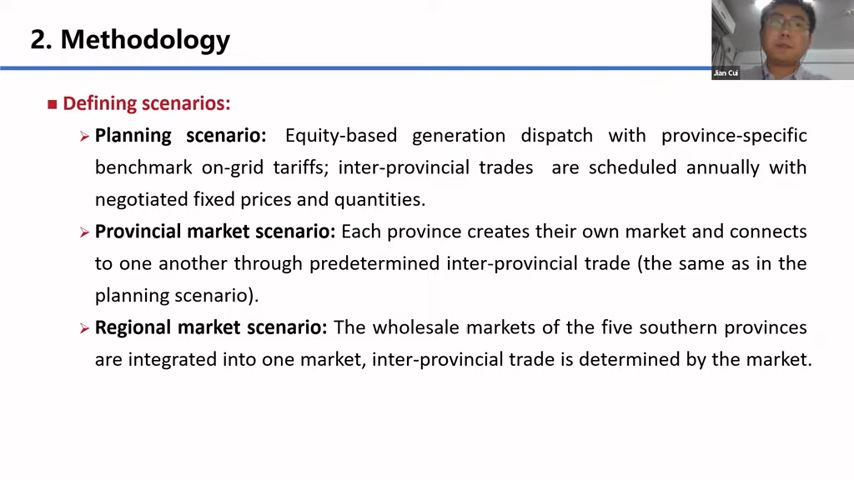 2. Methodology
Jian Cui
Defining scenarios:
Planning scenario: Equity-based generation dispatch with province-specific
benchmark on-grid tariffs; inter-provincial trades are scheduled annually with
negotiated fixed prices and quantities.
Provincial market scenario: Each province creates their own market and connects
to one another through predetermined inter-provincial trade (the same as in the
planning scenario).
Regional market scenario: The wholesale markets of the five southern provinces
are integrated into one market, inter-provincial trade is determined by the market.